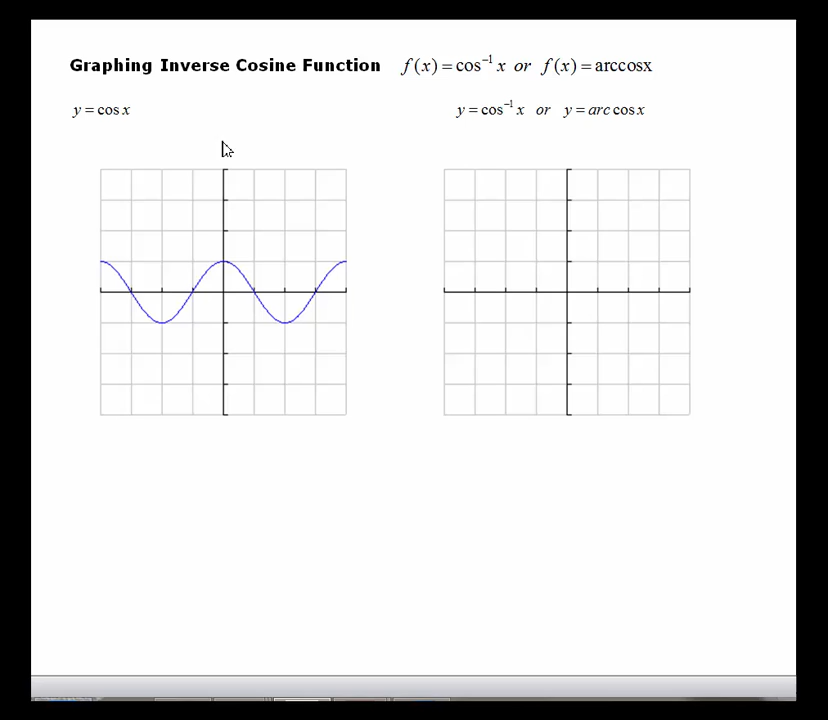 Graphing Inverse Cosine Function f(x) = cos⁻¹ x or f(x) = arccosx
y = cos x
y = cos⁻¹ x or y = arc cos x